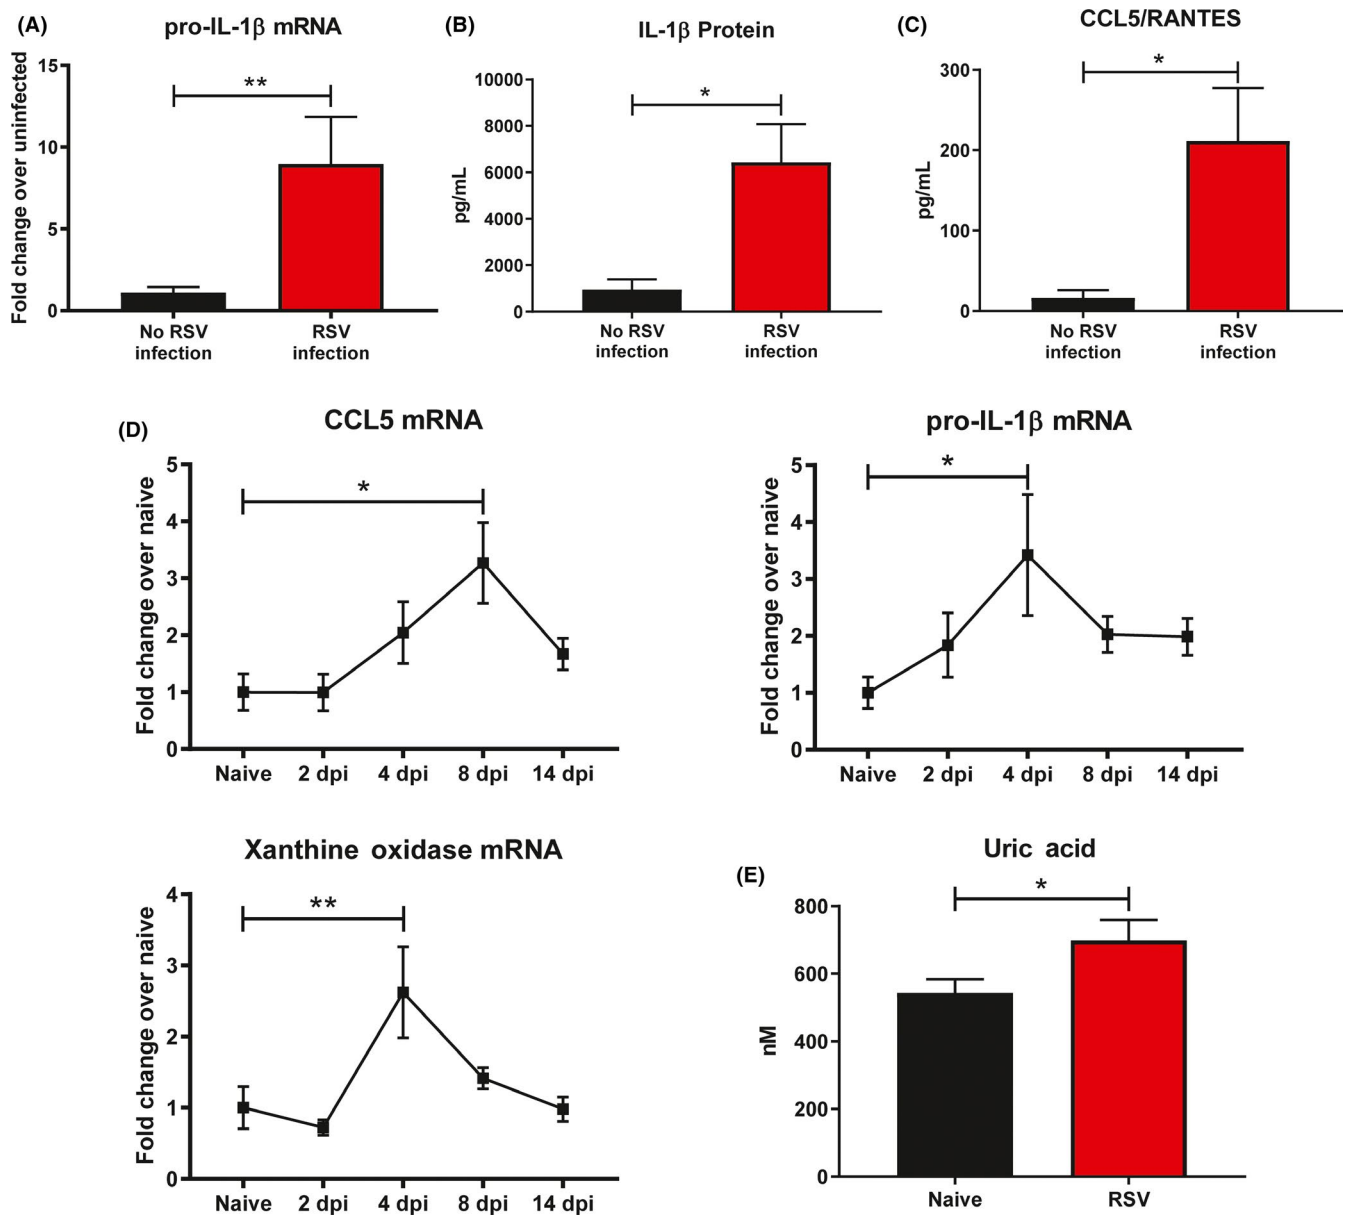 (A)
pro-IL-1β mRNA
Fold change over uninfected
15
10
5
0
**
No RSV
infection
RSV
infection
(B)
IL-1β Protein
pg/mL
10000
8000
6000
4000
2000
0
*
No RSV
infection
RSV
infection
(C)
CCL5/RANTES
pg/mL
300
200
100
0
*
No RSV
infection
RSV
infection
(D)
CCL5 mRNA
Fold change over naive
5
4
3
2
1
0
*
Naive 2 dpi 4 dpi 8 dpi 14 dpi
pro-IL-1β mRNA
Fold change over naive
5
4
3
2
1
0
*
Naive 2 dpi 4 dpi 8 dpi 14 dpi
Xanthine oxidase mRNA
Fold change over naive
4
3
2
1
0
**
Naive 2 dpi 4 dpi 8 dpi 14 dpi
(E)
Uric acid
nM
800
600
400
200
0
*
Naive RSV